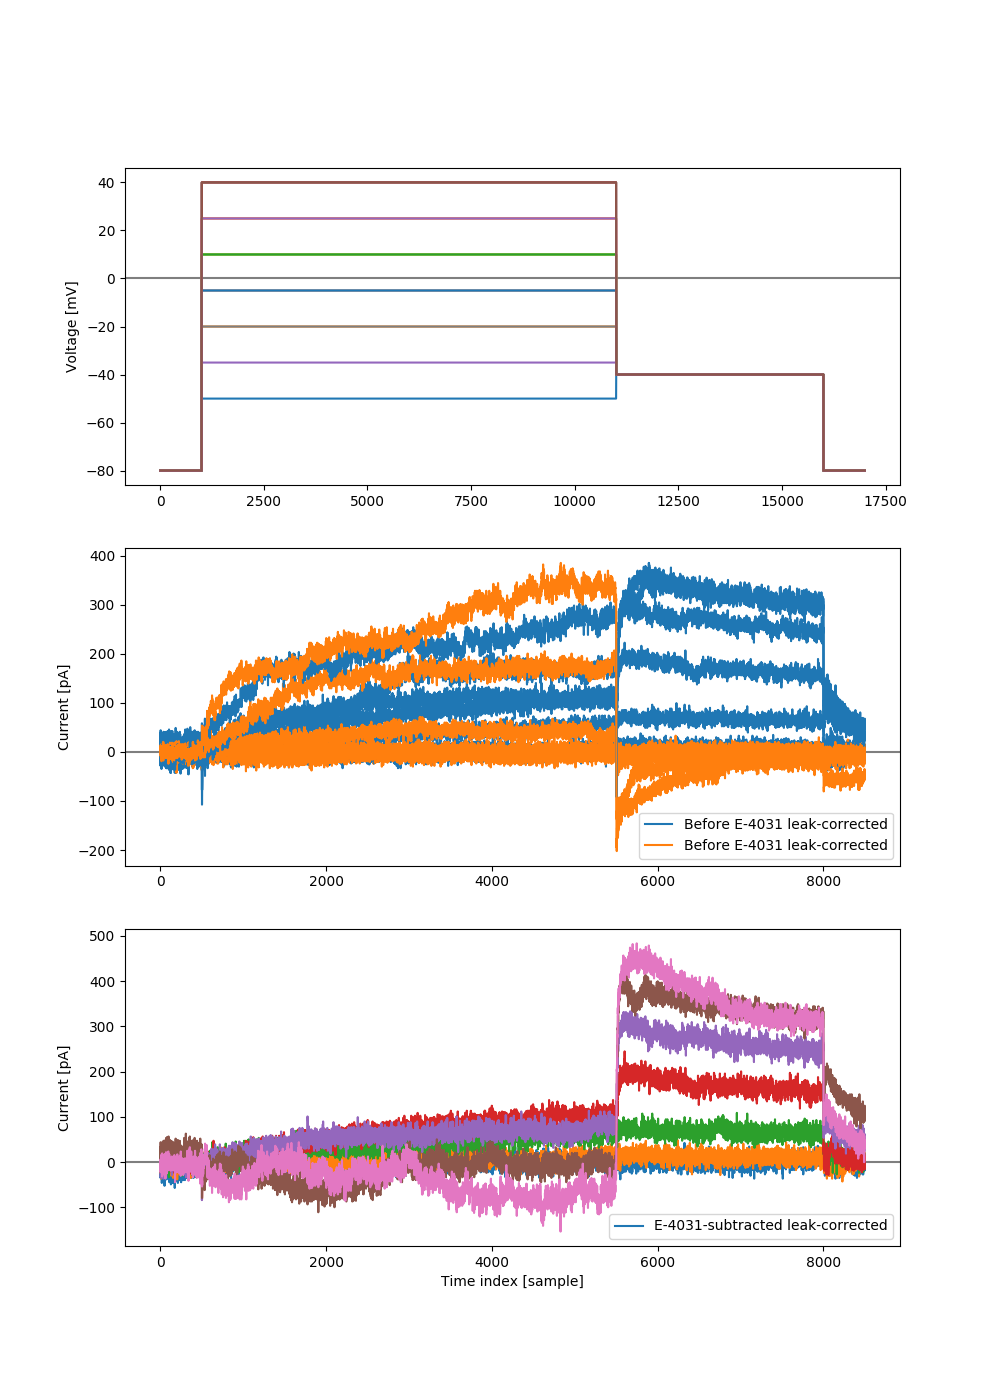 Voltage [mV]
40
20
0
−20
−40
−60
−80
0 2500 5000 7500 10000 12500 15000 17500
Current [pA]
400
300
200
100
0
−100
−200
Before E-4031 leak-corrected
Before E-4031 leak-corrected
0 2000 4000 6000 8000
Current [pA]
500
400
300
200
100
0
−100
E-4031-subtracted leak-corrected
0 2000 4000 6000 8000
Time index [sample]